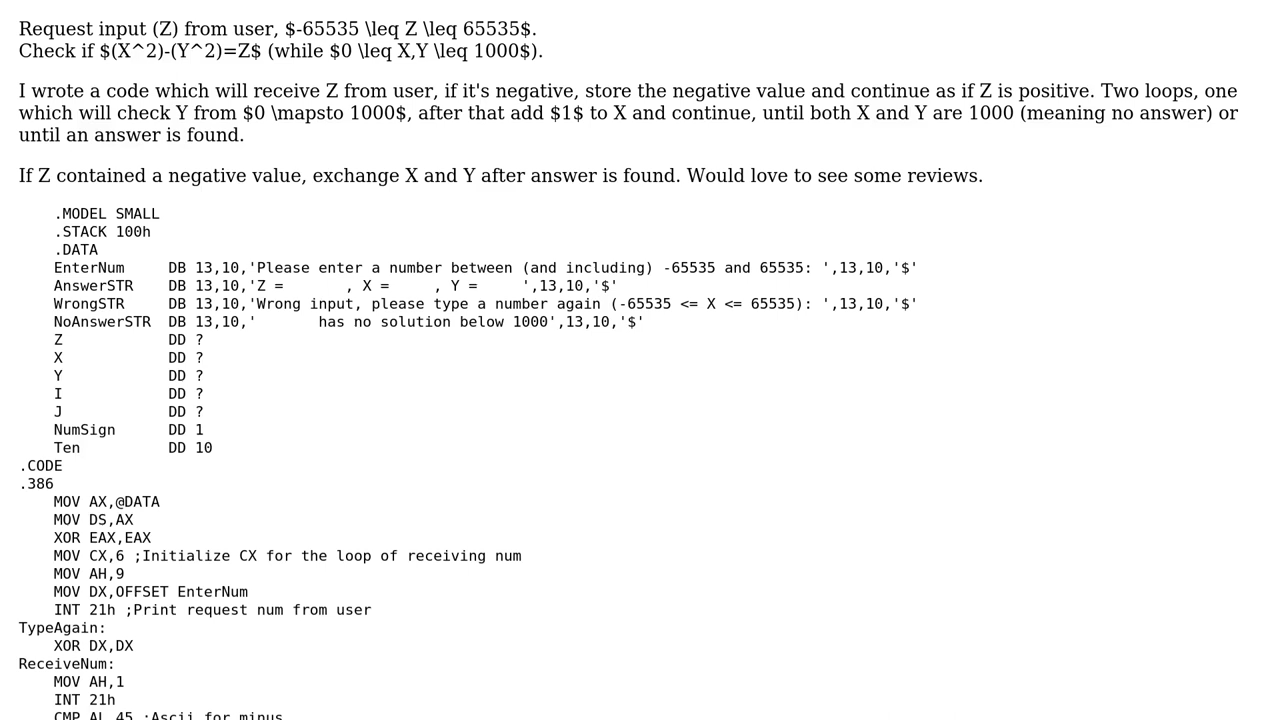 Request input (Z) from user, $-65535 \leq Z \leq 65535$.
Check if $(X^2)-(Y^2)=Z$ (while $0 \leq X,Y \leq 1000$).
I wrote a code which will receive Z from user, if it's negative, store the negative value and continue as if Z is positive. Two loops, one
which will check Y from $0 \mapsto 1000$, after that add $1$ to X and continue, until both X and Y are 1000 (meaning no answer) or
until an answer is found.
If Z contained a negative value, exchange X and Y after answer is found. Would love to see some reviews.
    .MODEL SMALL
    .STACK 100h
    .DATA
    EnterNum     DB 13,10,'Please enter a number between (and including) -65535 and 65535: ',13,10,'$'
    AnswerSTR    DB 13,10,'Z =       , X =     , Y =     ',13,10,'$'
    WrongSTR     DB 13,10,'Wrong input, please type a number again (-65535 <= X <= 65535): ',13,10,'$'
    NoAnswerSTR  DB 13,10,'       has no solution below 1000',13,10,'$'
    Z            DD ?
    X            DD ?
    Y            DD ?
    I            DD ?
    J            DD ?
    NumSign      DD 1
    Ten          DD 10
.CODE
.386
    MOV AX,@DATA
    MOV DS,AX
    XOR EAX,EAX
    MOV CX,6 ;Initialize CX for the loop of receiving num
    MOV AH,9
    MOV DX,OFFSET EnterNum
    INT 21h ;Print request num from user
TypeAgain:
    XOR DX,DX
ReceiveNum:
    MOV AH,1
    INT 21h
    CMP AL,45 ;Ascii for minus